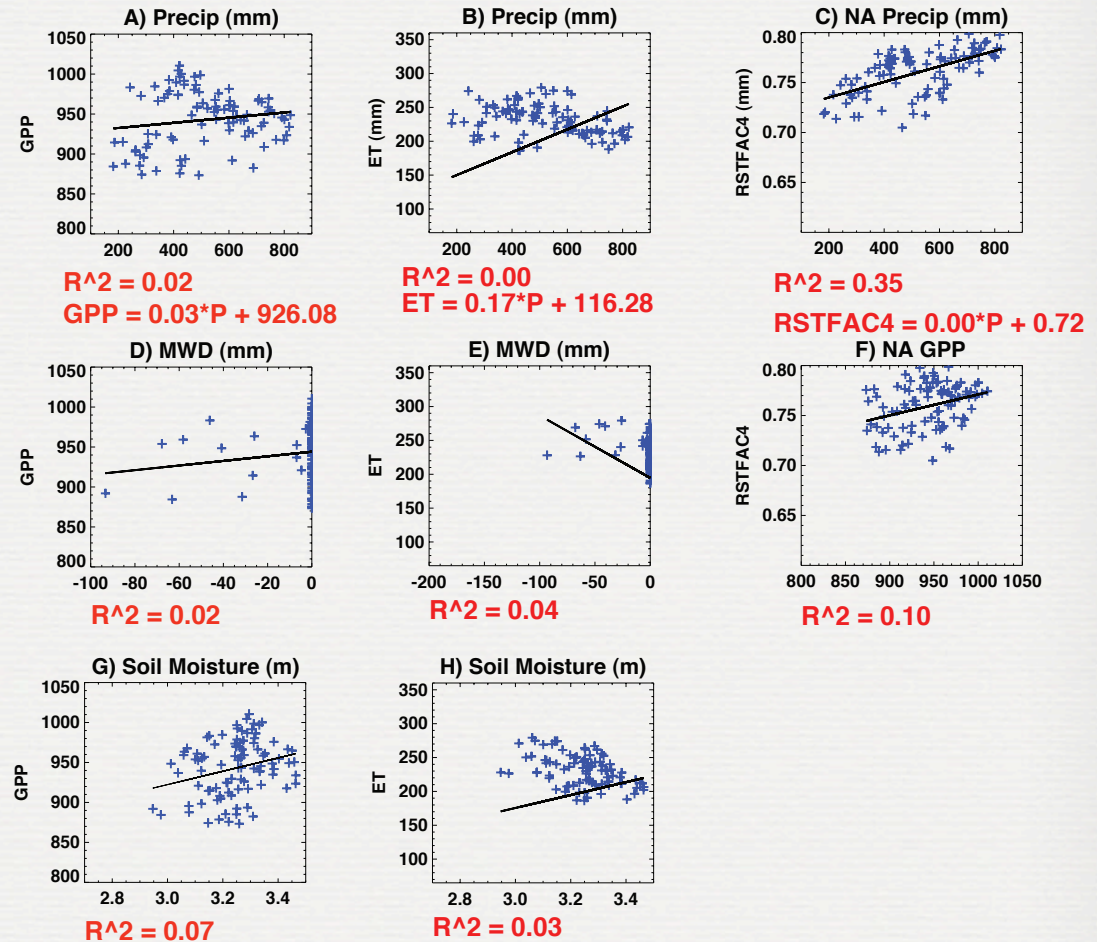 A) Precip (mm)
1050
1000
950
900
850
800
GPP
200 400 600 800
R^2 = 0.02
GPP = 0.03*P + 926.08
B) Precip (mm)
350
300
250
200
150
100
ET (mm)
200 400 600 800
R^2 = 0.00
ET = 0.17*P + 116.28
C) NA Precip (mm)
0.80
0.75
0.70
0.65
RSTFAC4 (mm)
200 400 600 800
R^2 = 0.35
RSTFAC4 = 0.00*P + 0.72
D) MWD (mm)
1050
1000
950
900
850
800
GPP
-100 -80 -60 -40 -20 0
R^2 = 0.02
E) MWD (mm)
350
300
250
200
150
100
ET
-200 -150 -100 -50 0
R^2 = 0.04
F) NA GPP
0.80
0.75
0.70
0.65
RSTFAC4
800 850 900 950 1000 1050
R^2 = 0.10
G) Soil Moisture (m)
1050
1000
950
900
850
800
GPP
2.8 3.0 3.2 3.4
R^2 = 0.07
H) Soil Moisture (m)
350
300
250
200
150
100
ET
2.8 3.0 3.2 3.4
R^2 = 0.03